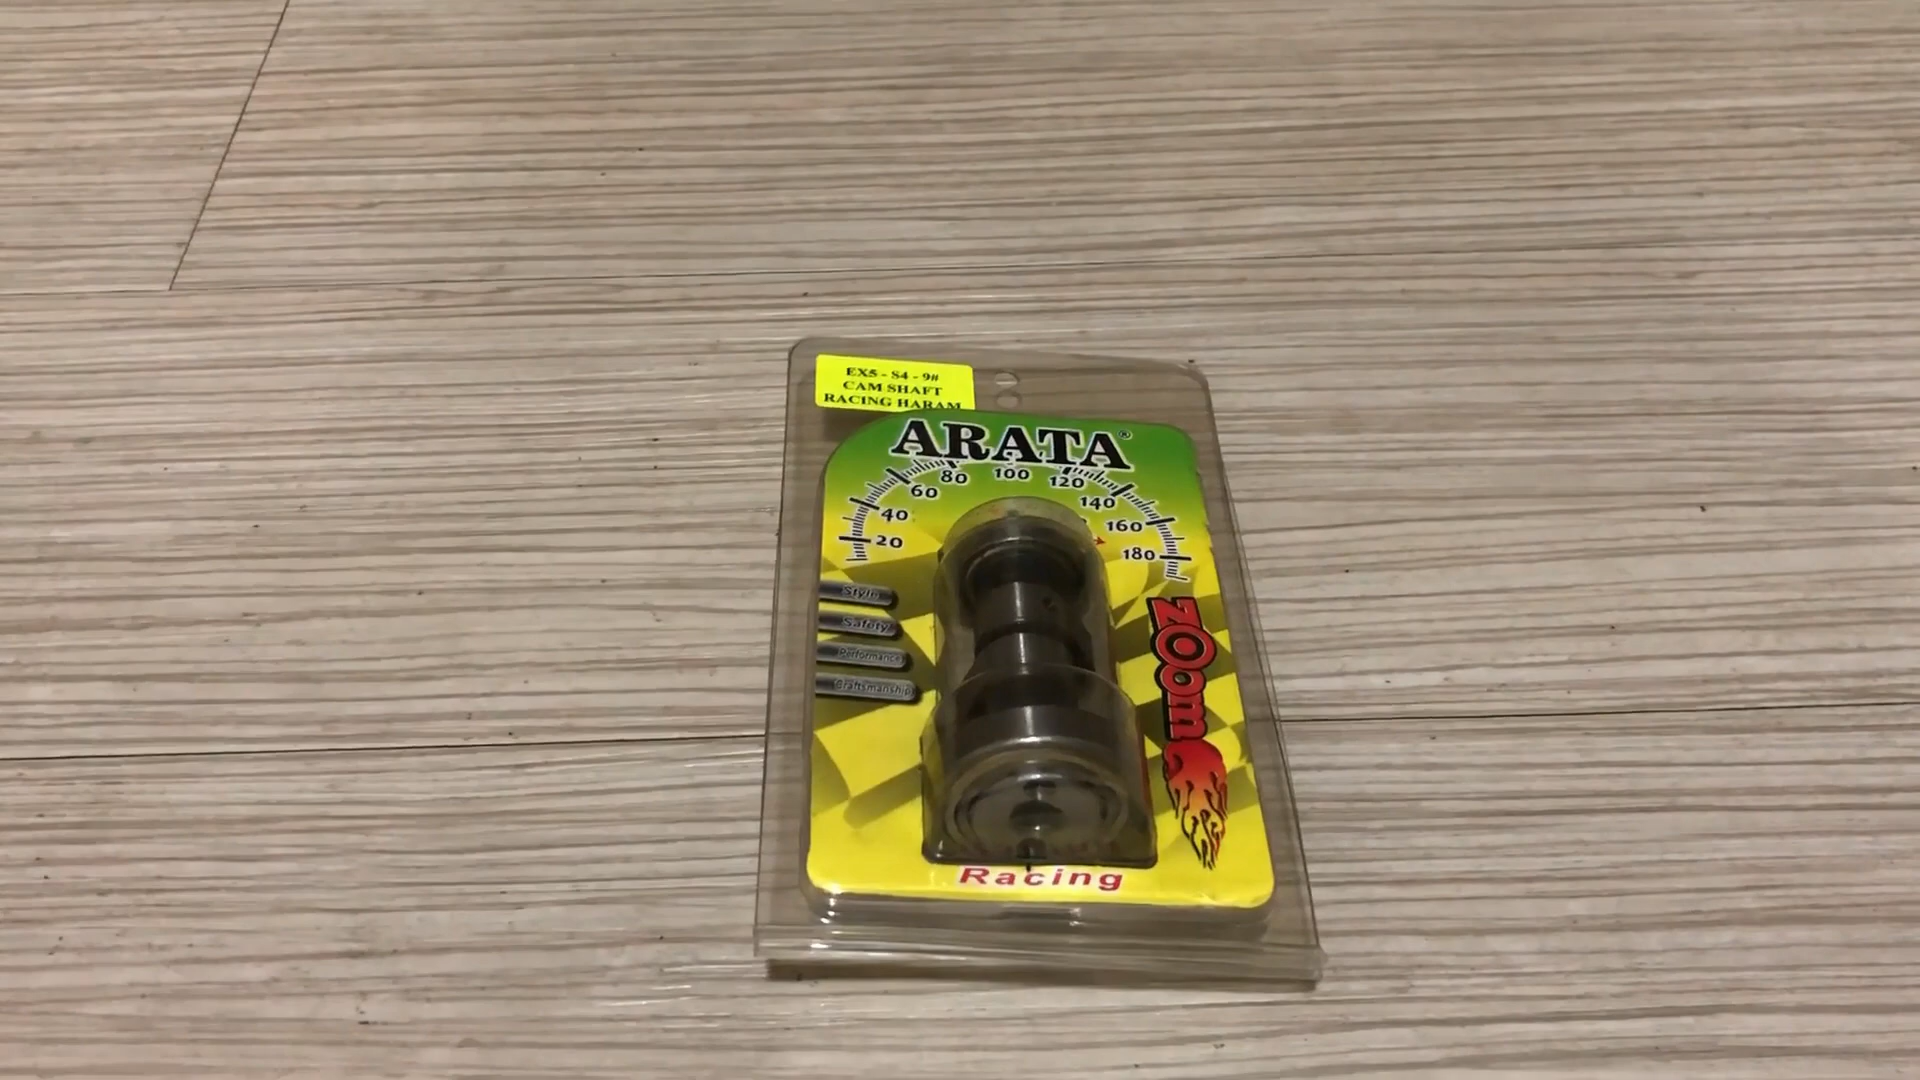 EX5 - S4 - 9#
CAM SHAFT
RACING HARAM
ARATA®
20 40 60 80 100 120 140 160 180
Style
Safety
Performance
Craftsmanship
ZOOM
Racing